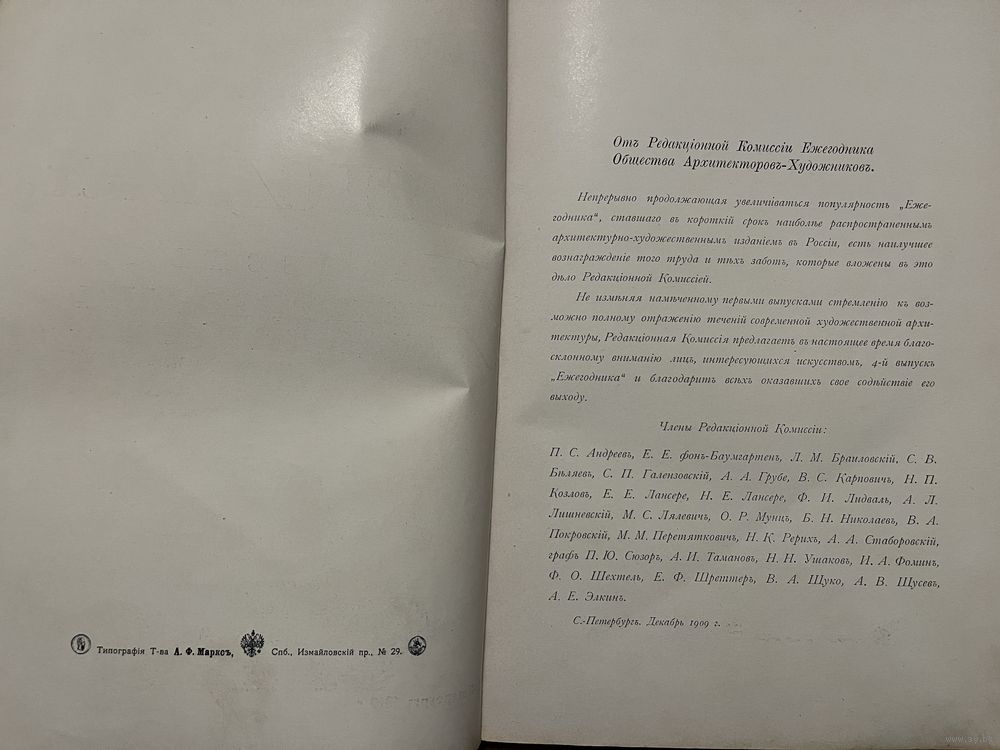 Типографія Т-ва А. Ф. Марксъ, Спб., Измайловскій пр., № 29.
Отъ Редакціонной Комиссіи Ежегодника
Общества Архитекторовъ-Художниковъ.
Непрерывно продолжающая увеличиваться популярность „Еже-
годника“, ставшаго въ короткій срокъ наиболѣе распространеннымъ
архитектурно-художественнымъ изданіемъ въ Россіи, есть наилучшее
вознагражденіе того труда и тѣхъ заботъ, которые вложены въ это
дѣло Редакціонной Комиссіей.
Не измѣняя намѣченному первыми выпусками стремленію къ воз-
можно полному отраженію теченій современной художественной архи-
тектуры, Редакціонная Комиссія предлагаетъ въ настоящее время благо-
склонному вниманію лицъ, интересующихся искусствомъ, 4-й выпускъ
„Ежегодника“ и благодаритъ всѣхъ оказавшихъ свое содѣйствіе его
выходу.
Члены Редакціонной Комиссіи:
П. С. Андреевъ, Е. Е. фонъ-Баумгартенъ, Л. М. Браиловскій, С. В.
Бѣляевъ, С. П. Галензовскій, А. А. Грубе, В. С. Карповичъ, Н. П.
Козловъ, Е. Е. Лансере, Н. Е. Лансере, Ф. И. Лидваль, А. Л.
Лишневскій, М. С. Лялевичъ, О. Р. Мунцъ, Б. Н. Николаевъ, В. А.
Покровскій, М. М. Перетятковичъ, Н. К. Рерихъ, А. А. Стаборовскій,
графъ П. Ю. Сюзоръ, А. И. Тамановъ, Н. Н. Ушаковъ, И. А. Фоминъ,
Ф. О. Шехтель, Е. Ф. Шреттеръ, В. А. Щуко, А. В. Щусевъ,
А. Е. Элкинъ.
С.-Петербургъ. Декабрь 1909 г.